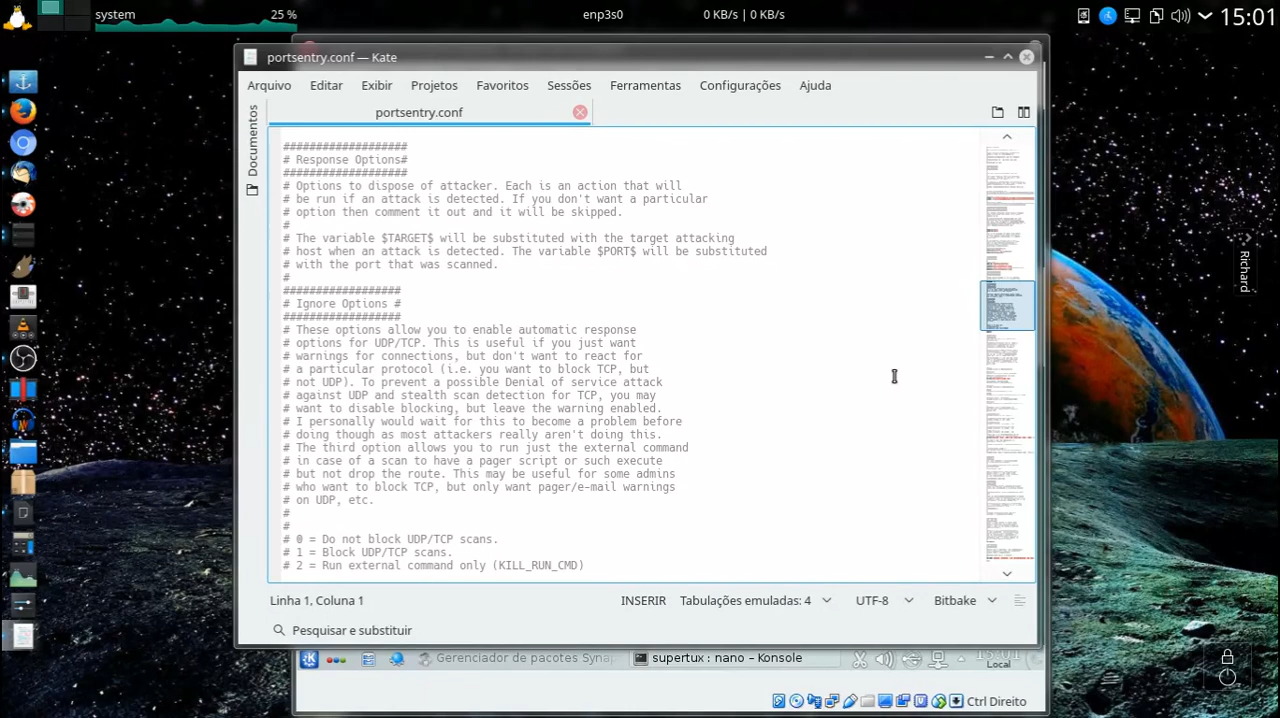 system 25 % enp3s0 0 KB/s | 0 KB/s 15:01
portsentry.conf — Kate
Arquivo Editar Exibir Projetos Favoritos Sessões Ferramentas Configurações Ajuda
portsentry.conf
Documentos
Richard
###################
# Response Options#
###################
# Options to dispose of attacker. Each is an action that will
# be run if an attack is detected. If you don't want a particular
# option then comment it out and it will be skipped.
#
# The variable $TARGET$ will be substituted with the target attacking
# host when an attack is detected. The variable $PORT$ will be substituted
# with the port that was scanned.
#
##################
# Ignore Options #
##################
# These options allow you to enable automatic response
# options for UDP/TCP. This is useful if you just want
# warnings for connections, but don't want to react for
# a particular protocol (i.e. you want to block TCP, but
# not UDP). To prevent a possible Denial of service attack
# against UDP and stealth scan detection for TCP, you may
# want to disable blocking, but leave the warning enabled.
# I personally would wait for this to become a problem before
# doing though as most attackers really aren't doing this.
# The third option allows you to run just the external command
# in case of a scan to have a pager script or such execute
# but not drop the route. This may be useful for some admins
# who want to block TCP, but only want pager/e-mail warnings
# on UDP, etc.
#
#
# 0 = Do not block UDP/TCP scans.
# 1 = Block UDP/TCP scans.
# 2 = Run external command only (KILL_RUN_CMD)
Linha 1, Coluna 1 INSERIR Tabulações emuladas: 4 UTF-8 Bitbake
Pesquisar e substituir
Gerenciador de pacotes Synap supertux : nano – Konsole 15:01
Local
Ctrl Direito